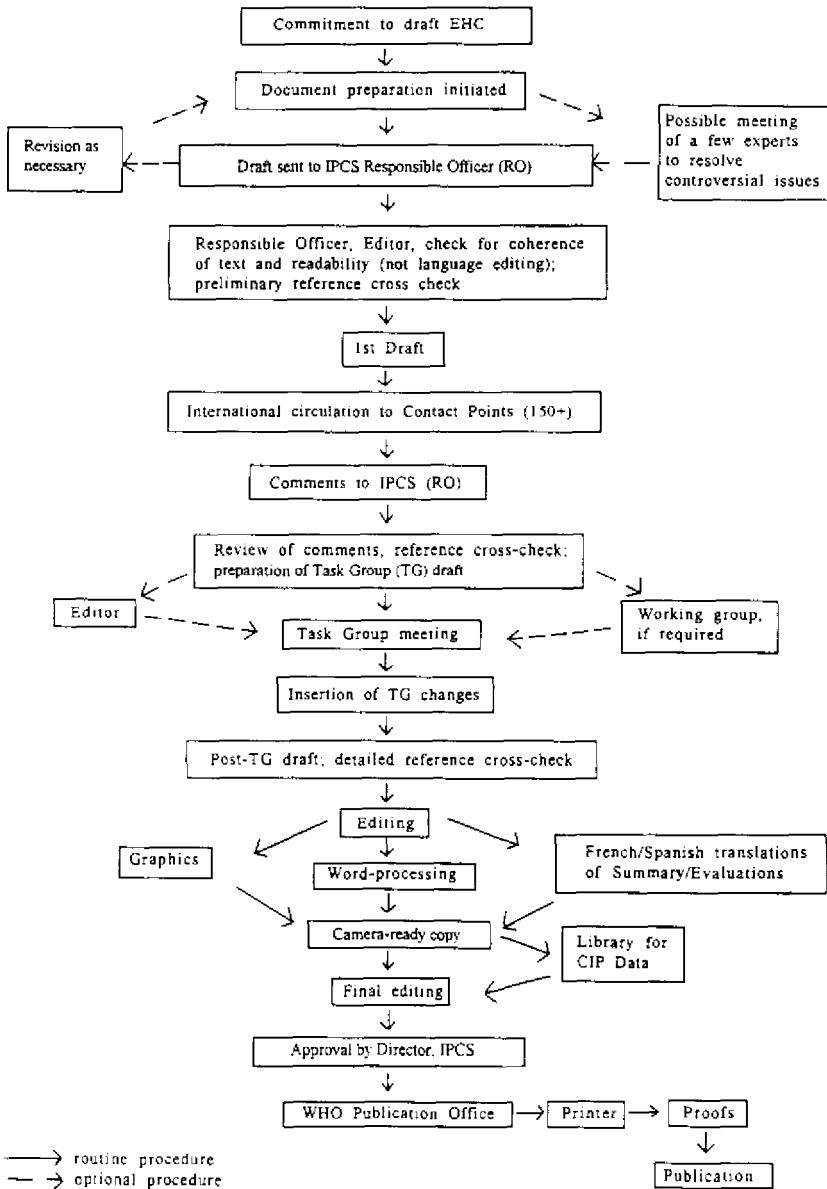 Commitment to draft EHC
Document preparation initiated
Revision as
necessary
Possible meeting
of a few experts
to resolve
controversial issues
Draft sent to IPCS Responsible Officer (RO)
Responsible Officer, Editor, check for coherence
of text and readability (not language editing);
preliminary reference cross check
1st Draft
International circulation to Contact Points (150+)
Comments to IPCS (RO)
Review of comments, reference cross-check;
preparation of Task Group (TG) draft
Editor
Working group,
if required
Task Group meeting
Insertion of TG changes
Post-TG draft; detailed reference cross-check
Editing
Graphics
French/Spanish translations
of Summary/Evaluations
Word-processing
Camera-ready copy
Library for
CIP Data
Final editing
Approval by Director, IPCS
WHO Publication Office
Printer
Proofs
routine procedure
optional procedure
Publication